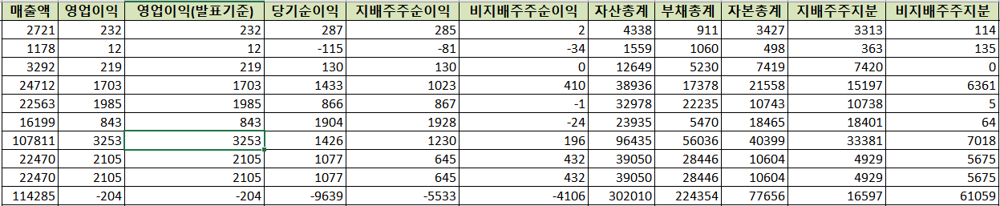 매출액 영업이익 영업이익(발표기준) 당기순이익 지배주주순이익 비지배주주순이익 자산총계 부채총계 자본총계 지배주주지분 비지배주주지분
2721 232 232 287 285 2 4338 911 3427 3313 114
1178 12 12 -115 -81 -34 1559 1060 498 363 135
3292 219 219 130 130 0 12649 5230 7419 7420 0
24712 1703 1703 1433 1023 410 38936 17378 21558 15197 6361
22563 1985 1985 866 867 -1 32978 22235 10743 10738 5
16199 843 843 1904 1928 -24 23935 5470 18465 18401 64
107811 3253 3253 1426 1230 196 96435 56036 40399 33381 7018
22470 2105 2105 1077 645 432 39050 28446 10604 4929 5675
22470 2105 2105 1077 645 432 39050 28446 10604 4929 5675
114285 -204 -204 -9639 -5533 -4106 302010 224354 77656 16597 61059